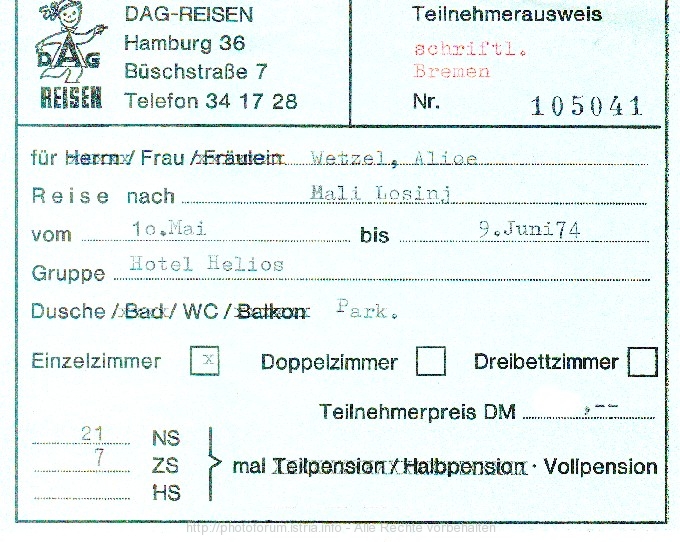 DAG-REISEN
Hamburg 36
Büschstraße 7
Telefon 34 17 28
DAG
REISEN
Teilnehmerausweis
schriftl.
Bremen
Nr. 105041
für Herrn / Frau / Fräulein Wetzel, Alice
Reise nach Mali Losinj
vom 1o.Mai bis 9.Juni74
Gruppe Hotel Helios
Dusche / Bad / WC / Balkon Park.
Einzelzimmer x Doppelzimmer Dreibettzimmer
Teilnehmerpreis DM ,--
21 NS
7 ZS
HS
mal Teilpension / Halbpension · Vollpension
http://photoforum.istria.info - Alle Rechte vorbehalten